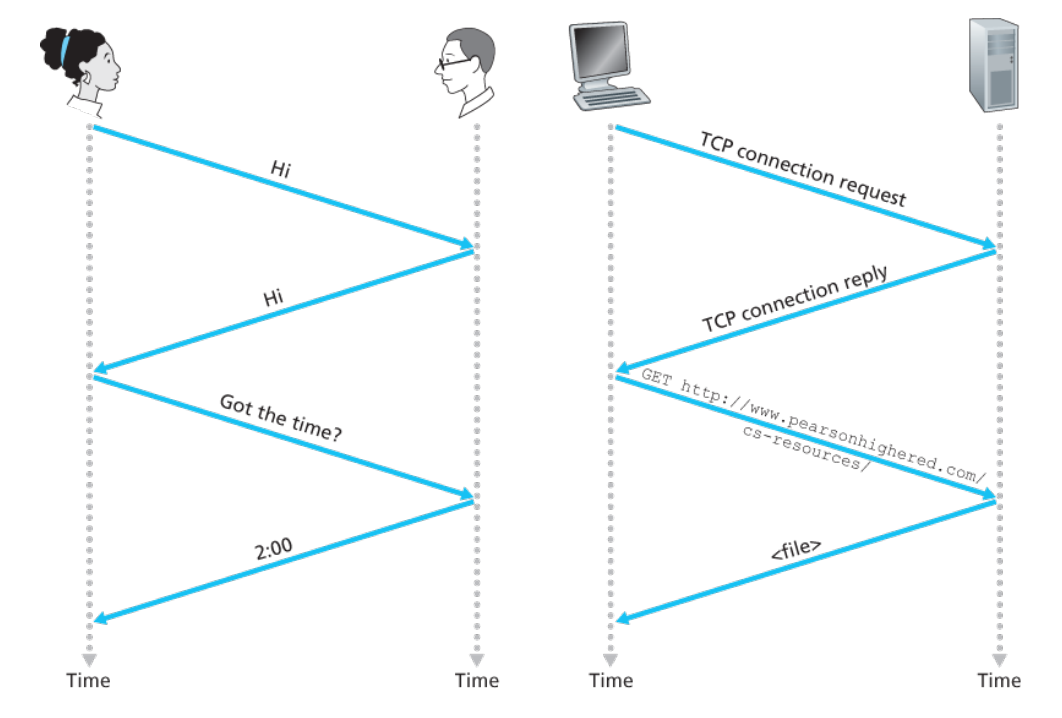 Hi
Hi
Got the time?
2:00
Time
Time
TCP connection request
TCP connection reply
GET http://www.pearsonhighered.com/
cs-resources/
<file>
Time
Time